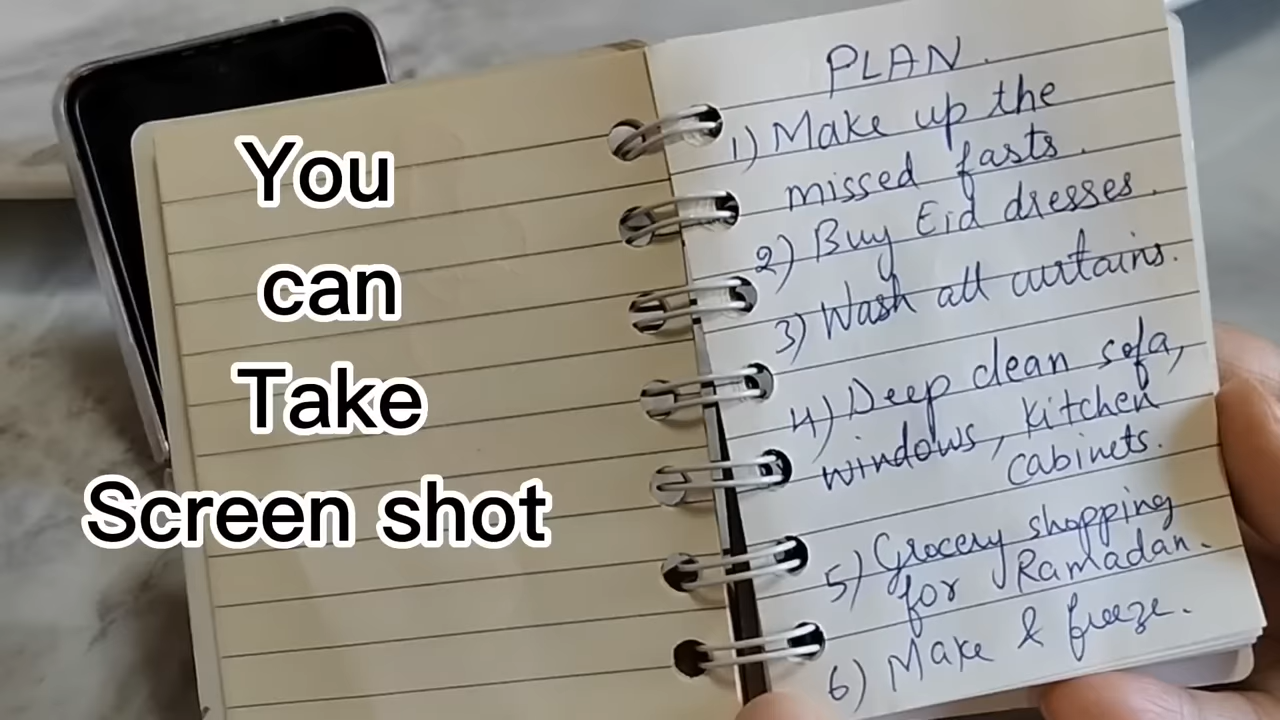 You
can
Take
Screen shot
PLAN.
1) Make up the
missed fasts.
2) Buy Eid dresses.
3) Wash all curtains.
4) Deep clean sofa,
windows, kitchen
cabinets.
5) Grocery shopping
for Ramadan.
6) Make & freeze.